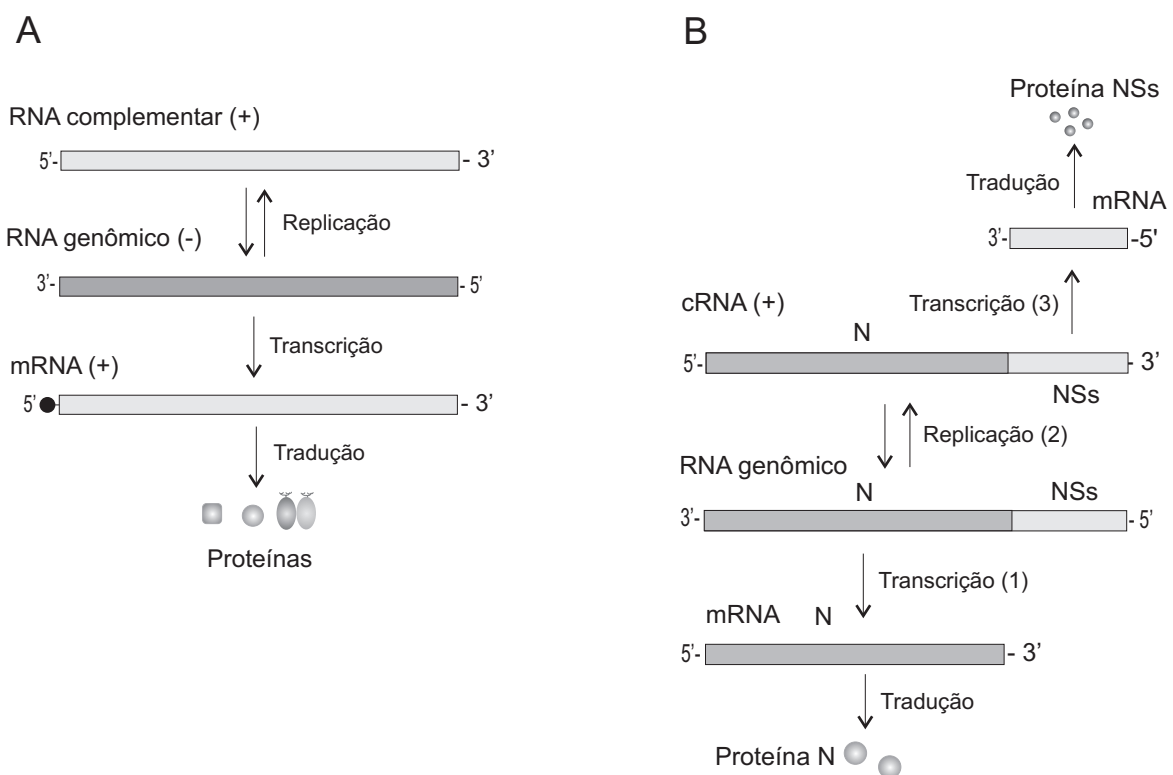 A
RNA complementar (+)
5’- - 3’
Replicação
RNA genômico (-)
3’- - 5’
Transcrição
mRNA (+)
5’ - 3’
Tradução
Proteínas
B
Proteína NSs
Tradução
mRNA
3’- -5'
Transcrição (3)
cRNA (+)
N
5’- - 3’
NSs
Replicação (2)
RNA genômico
N NSs
3’- - 5’
Transcrição (1)
mRNA N
5’- - 3’
Tradução
Proteína N